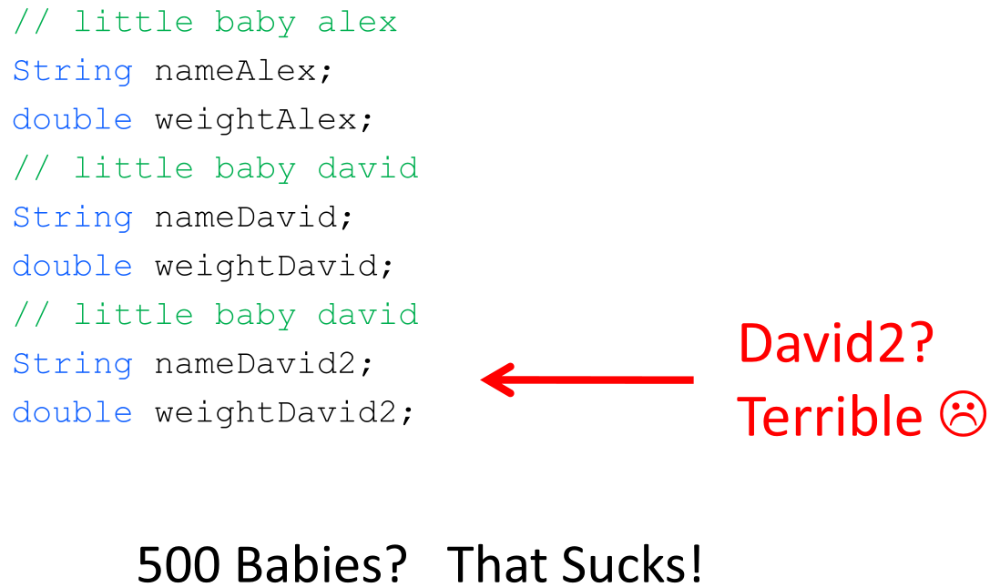 // little baby alex
String nameAlex;
double weightAlex;
// little baby david
String nameDavid;
double weightDavid;
// little baby david
String nameDavid2;
double weightDavid2;
David2?
Terrible ☹
500 Babies? That Sucks!